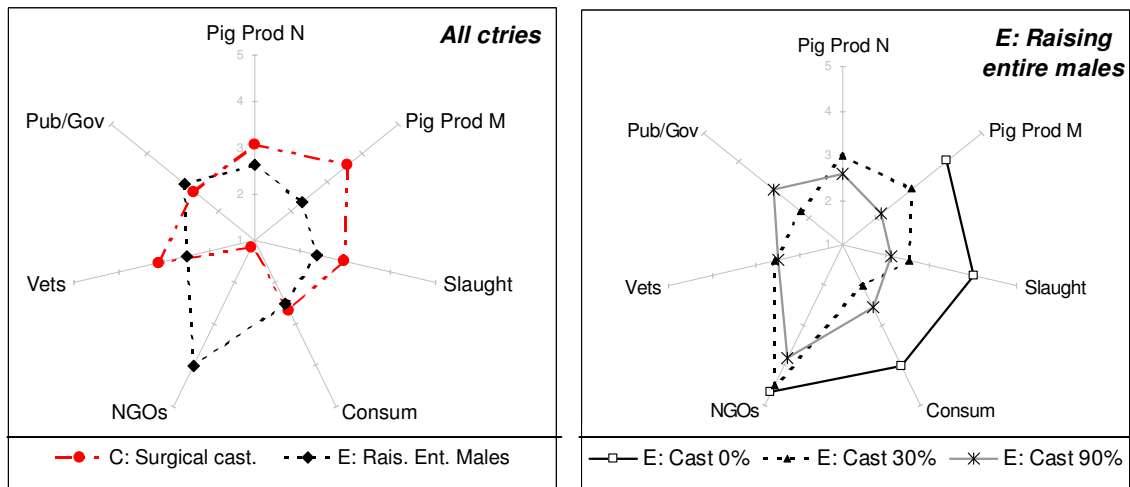 Pig Prod N
All ctries
5
4
3
2
1
Pub/Gov
Pig Prod M
Vets
Slaught
NGOs
Consum
C: Surgical cast.
E: Rais. Ent. Males
Pig Prod N
E: Raising
entire males
5
4
3
2
1
Pub/Gov
Pig Prod M
Vets
Slaught
NGOs
Consum
E: Cast 0%
E: Cast 30%
E: Cast 90%